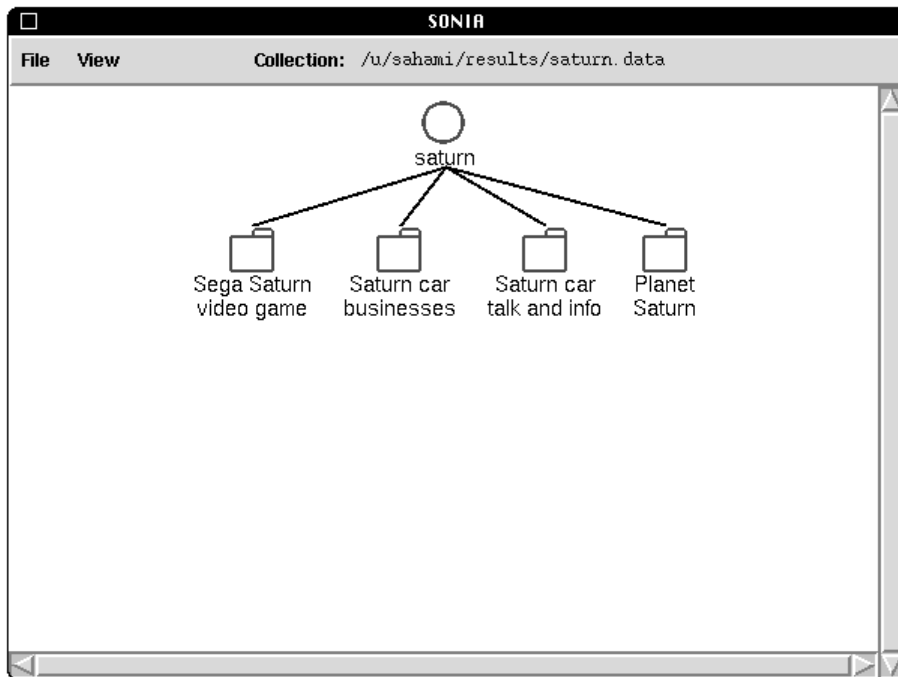 SONIA
File View Collection: /u/sahami/results/saturn.data
saturn
Sega Saturn Saturn car Saturn car Planet
video game businesses talk and info Saturn